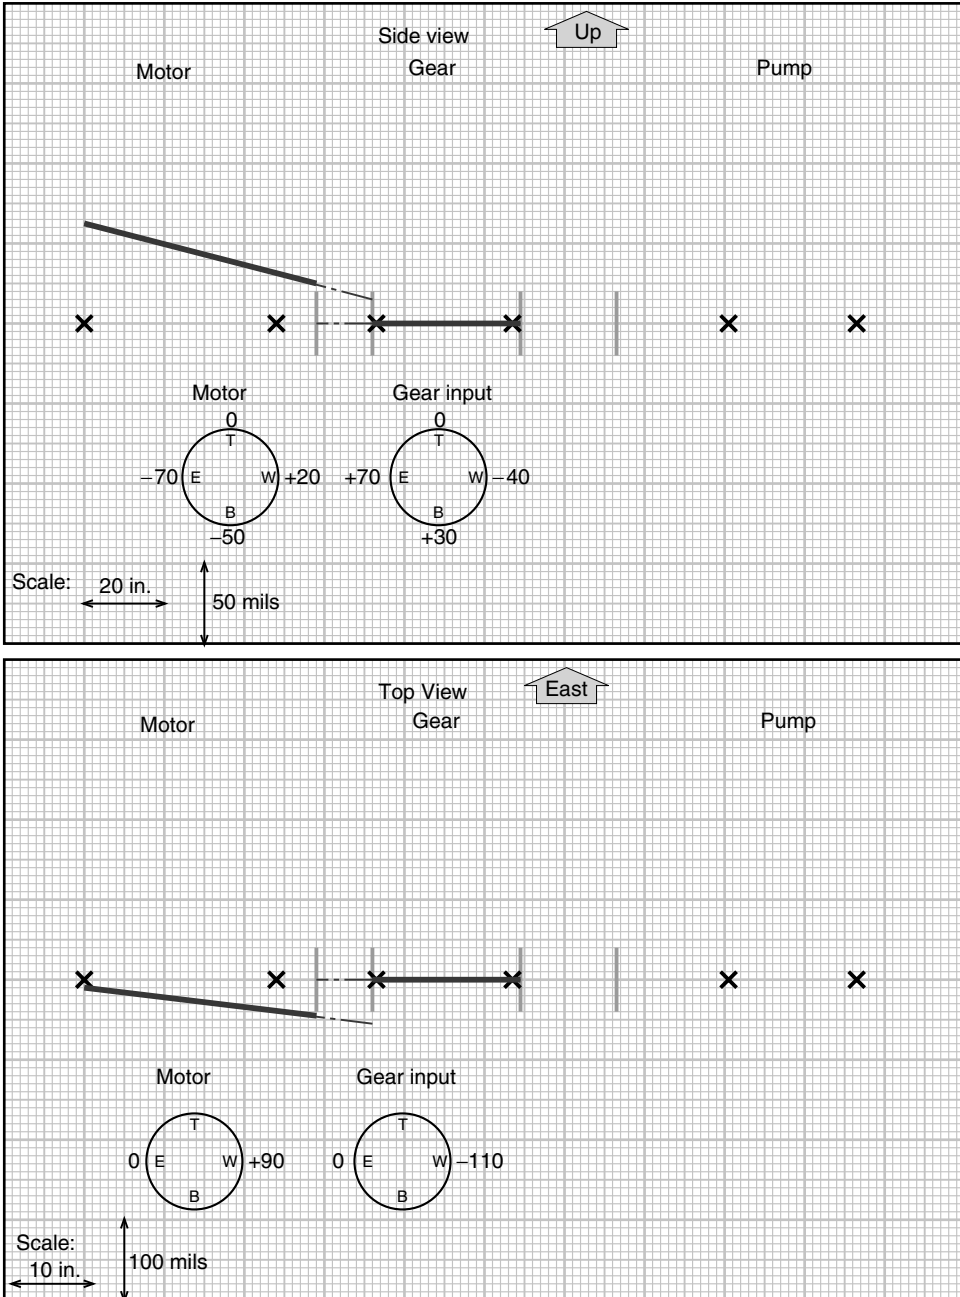 Side view
Up
Motor
Gear
Pump
Motor
Gear input
0
0
T
T
−70
E
W
+20
+70
E
W
−40
B
B
−50
+30
Scale:
20 in.
50 mils
Top View
East
Motor
Gear
Pump
Motor
Gear input
T
T
0
E
W
+90
0
E
W
−110
B
B
Scale:
10 in.
100 mils